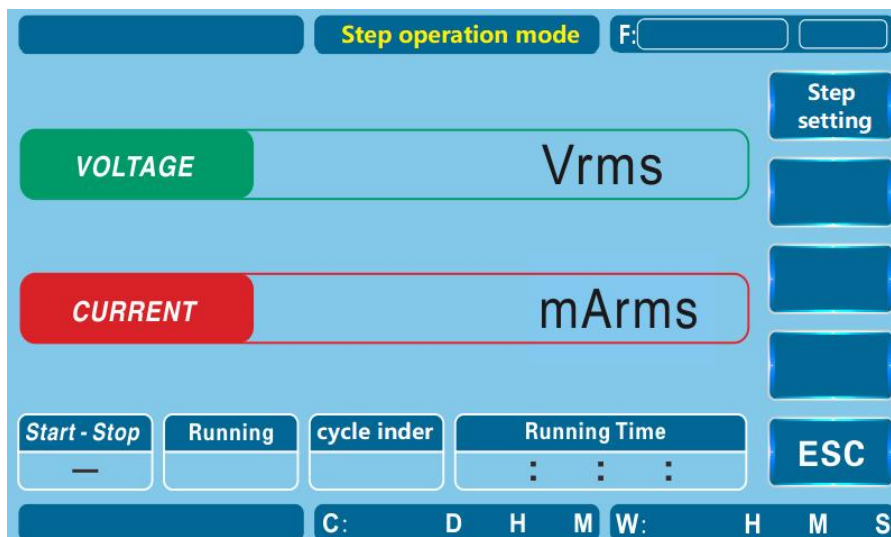 Step operation mode F:
Step
setting
VOLTAGE Vrms
CURRENT mArms
Start - Stop Running cycle inder Running Time
— : : :
ESC
C: D H M W: H M S